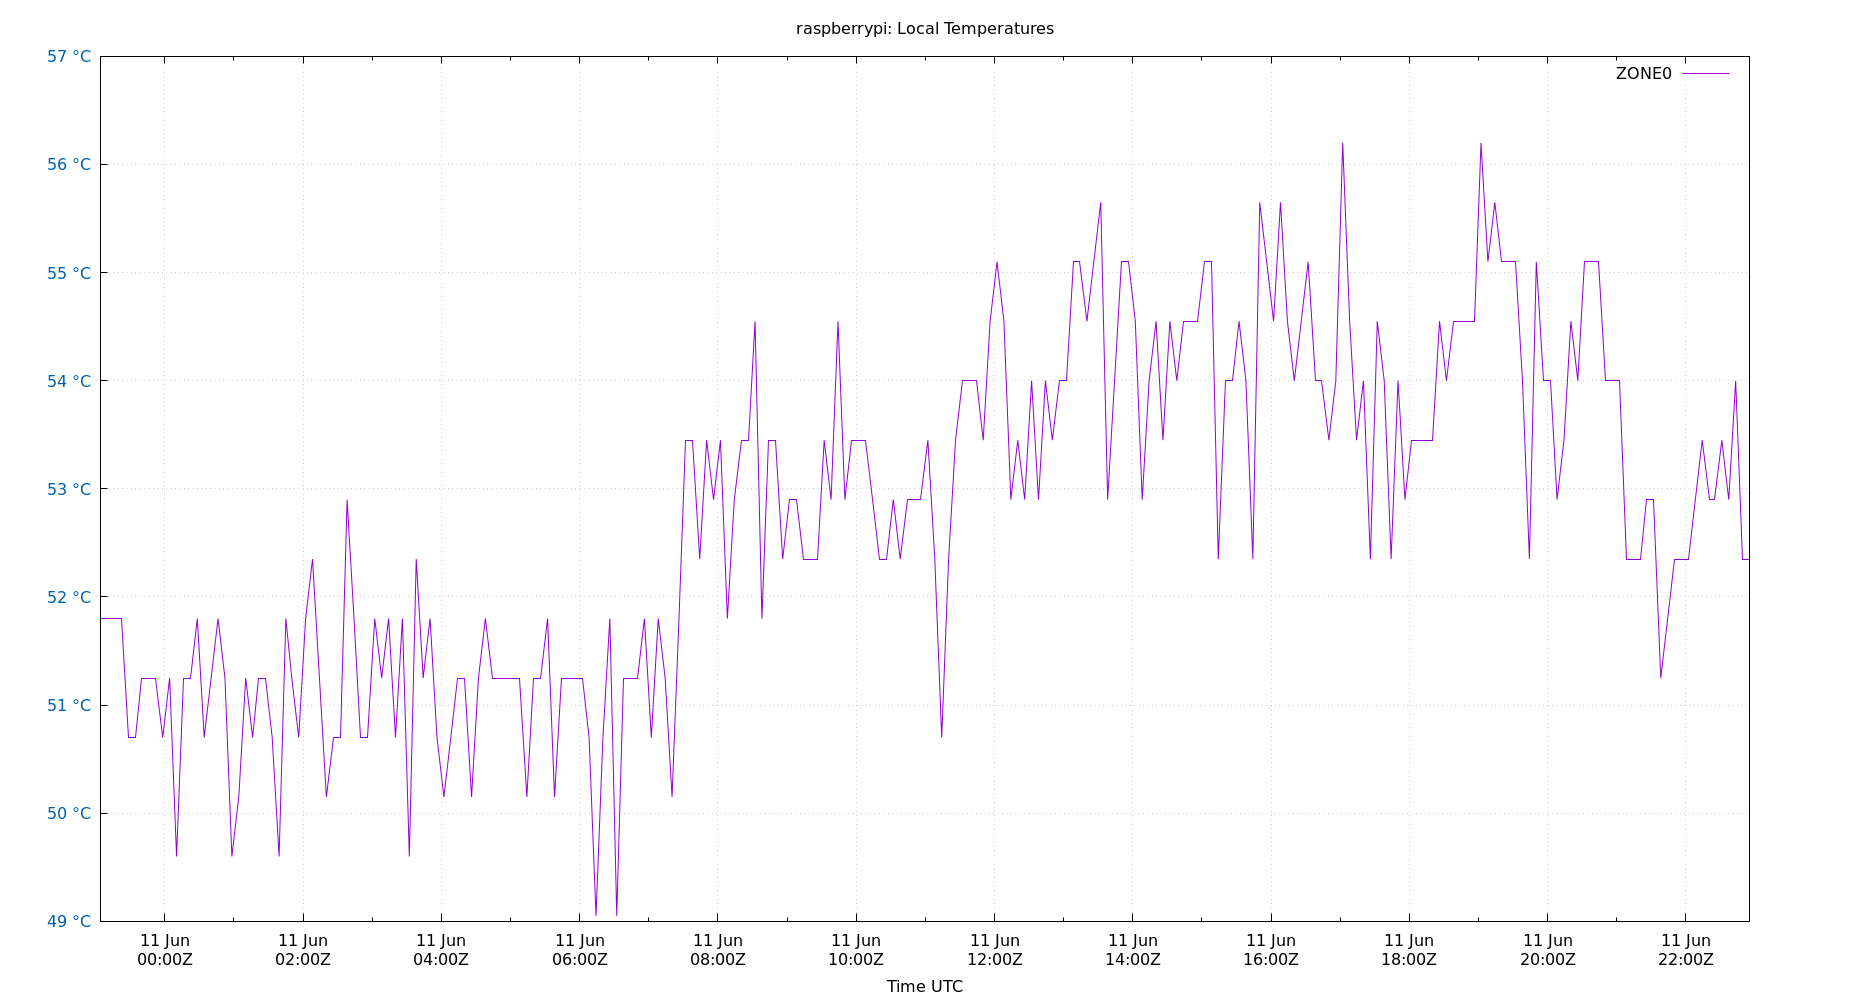 raspberrypi: Local Temperatures
57 °C
ZONE0
56 °C
55 °C
54 °C
53 °C
52 °C
51 °C
50 °C
49 °C
11 Jun 11 Jun 11 Jun 11 Jun 11 Jun 11 Jun 11 Jun 11 Jun 11 Jun 11 Jun 11 Jun 11 Jun
00:00Z 02:00Z 04:00Z 06:00Z 08:00Z 10:00Z 12:00Z 14:00Z 16:00Z 18:00Z 20:00Z 22:00Z
Time UTC